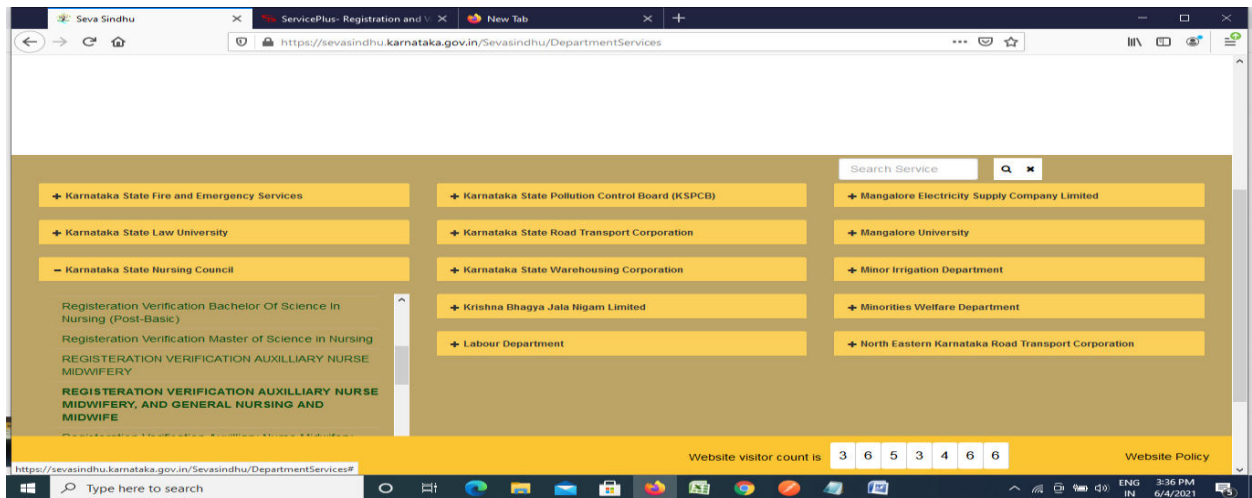 Seva Sindhu
ServicePlus- Registration and Vi
New Tab
https://sevasindhu.karnataka.gov.in/Sevasindhu/DepartmentServices
Search Service
+ Karnataka State Fire and Emergency Services
+ Karnataka State Pollution Control Board (KSPCB)
+ Mangalore Electricity Supply Company Limited
+ Karnataka State Law University
+ Karnataka State Road Transport Corporation
+ Mangalore University
− Karnataka State Nursing Council
+ Karnataka State Warehousing Corporation
+ Minor Irrigation Department
Registeration Verification Bachelor Of Science In
Nursing (Post-Basic)
Registeration Verification Master of Science in Nursing
REGISTERATION VERIFICATION AUXILLIARY NURSE
MIDWIFERY
REGISTERATION VERIFICATION AUXILLIARY NURSE
MIDWIFERY, AND GENERAL NURSING AND
MIDWIFE
+ Krishna Bhagya Jala Nigam Limited
+ Minorities Welfare Department
+ Labour Department
+ North Eastern Karnataka Road Transport Corporation
Website visitor count is 3 6 5 3 4 6 6
Website Policy
https://sevasindhu.karnataka.gov.in/Sevasindhu/DepartmentServices#
Type here to search
ENG
IN
3:36 PM
6/4/2021